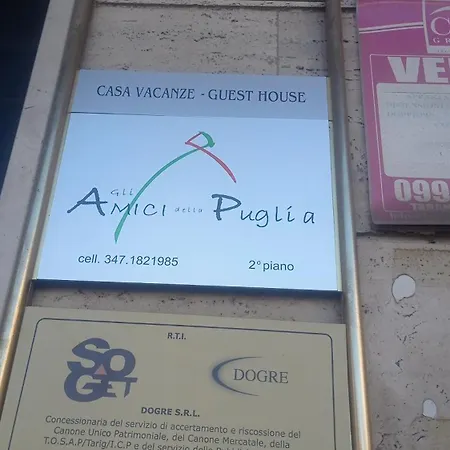 CASA VACANZE - GUEST HOUSE
Gli
AMICI della Puglia
cell. 347.1821985 2° piano
R.T.I.
SOGET
DOGRE
DOGRE S.R.L.
Concessionaria del servizio di accertamento e riscossione del
Canone Unico Patrimoniale, del Canone Mercatale, della
T.O.S.A.P/Tarig/I.C.P e del servizio delle
VE
099